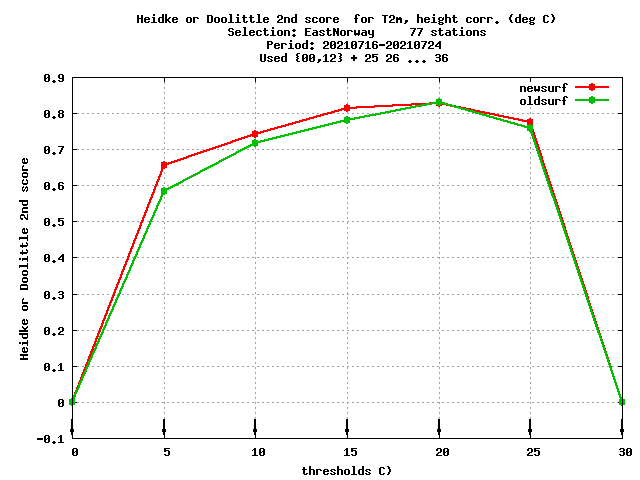 Heidke or Doolittle 2nd score  for T2m, height corr. (deg C)
Selection: EastNorway     77 stations
Period: 20210716-20210724
Used {00,12} + 25 26 ... 36
newsurf
oldsurf
0.9
0.8
0.7
0.6
0.5
0.4
0.3
0.2
0.1
0
-0.1
Heidke or Doolittle 2nd score
0 5 10 15 20 25 30
thresholds C)